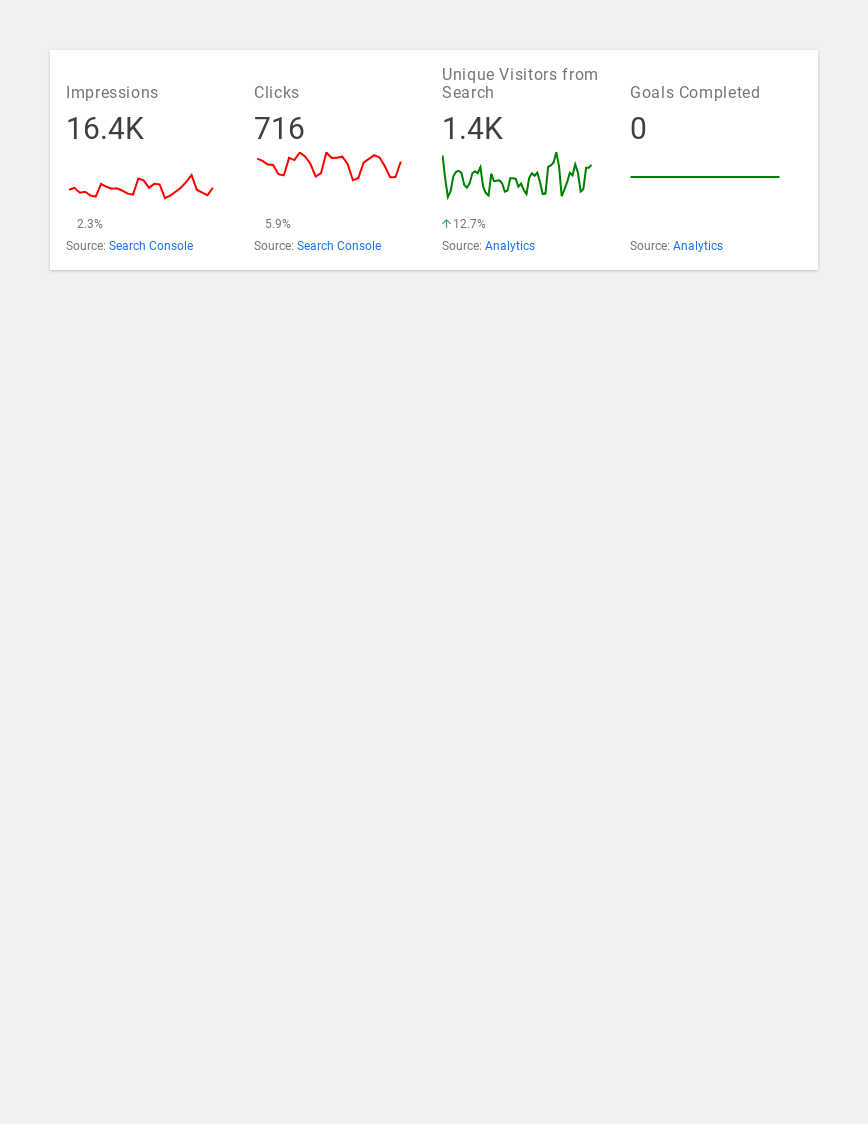 Impressions
16.4K
2.3%
Source: Search Console
Clicks
716
5.9%
Source: Search Console
Unique Visitors from
Search
1.4K
12.7%
Source: Analytics
Goals Completed
0
Source: Analytics